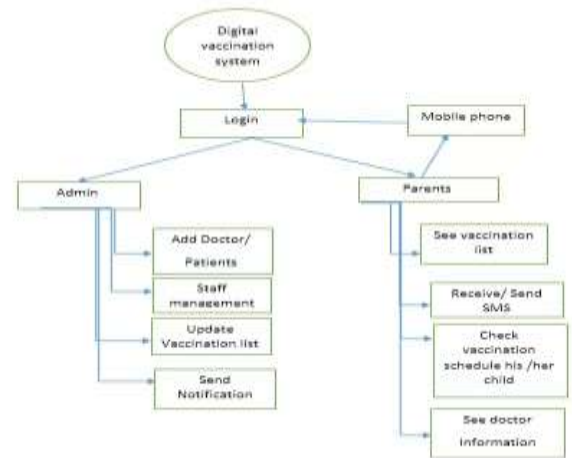 Digital
vaccination
system
Login
Mobile phone
Admin
Parents
Add Doctor/
Patients
Staff
management
Update
Vaccination list
Send
Notification
See vaccination
list
Receive/ Send
SMS
Check
vaccination
schedule his /her
child
See doctor
Information